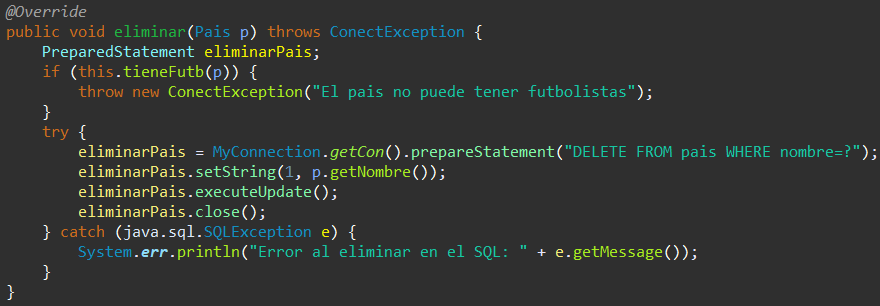 @Override
public void eliminar(Pais p) throws ConectException {
    PreparedStatement eliminarPais;
    if (this.tieneFutb(p)) {
        throw new ConectException("El pais no puede tener futbolistas");
    }
    try {
        eliminarPais = MyConnection.getCon().prepareStatement("DELETE FROM pais WHERE nombre=?");
        eliminarPais.setString(1, p.getNombre());
        eliminarPais.executeUpdate();
        eliminarPais.close();
    } catch (java.sql.SQLException e) {
        System.err.println("Error al eliminar en el SQL: " + e.getMessage());
    }
}